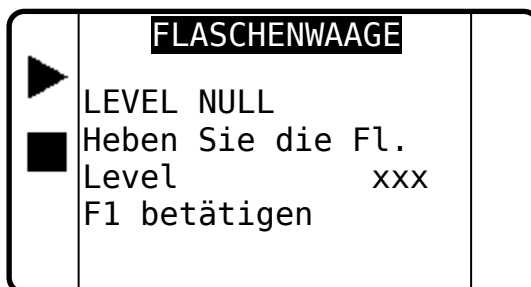 FLASCHENWAAGE
LEVEL NULL
Heben Sie die Fl.
Level xxx
F1 betätigen